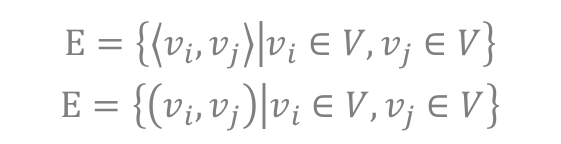 E = {⟨v_i, v_j⟩|v_i ∈ V, v_j ∈ V}
E = {(v_i, v_j)|v_i ∈ V, v_j ∈ V}